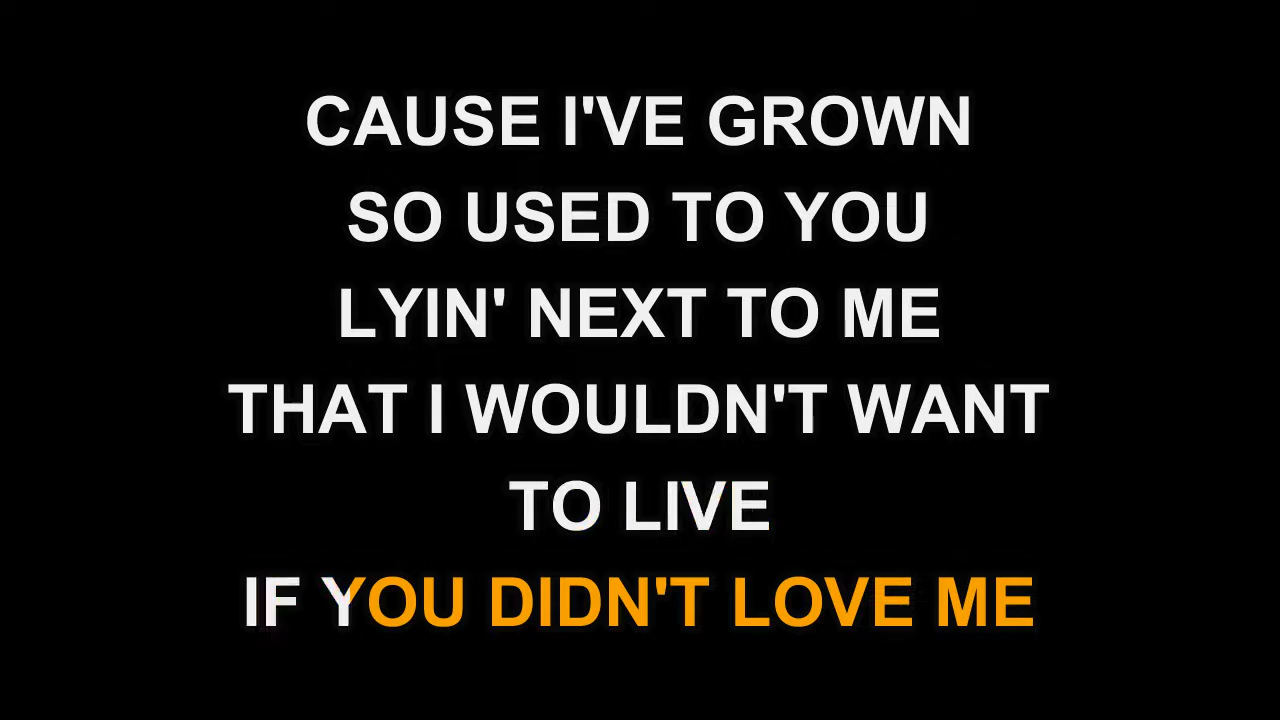 CAUSE I'VE GROWN
SO USED TO YOU
LYIN' NEXT TO ME
THAT I WOULDN'T WANT
TO LIVE
IF YOU DIDN'T LOVE ME